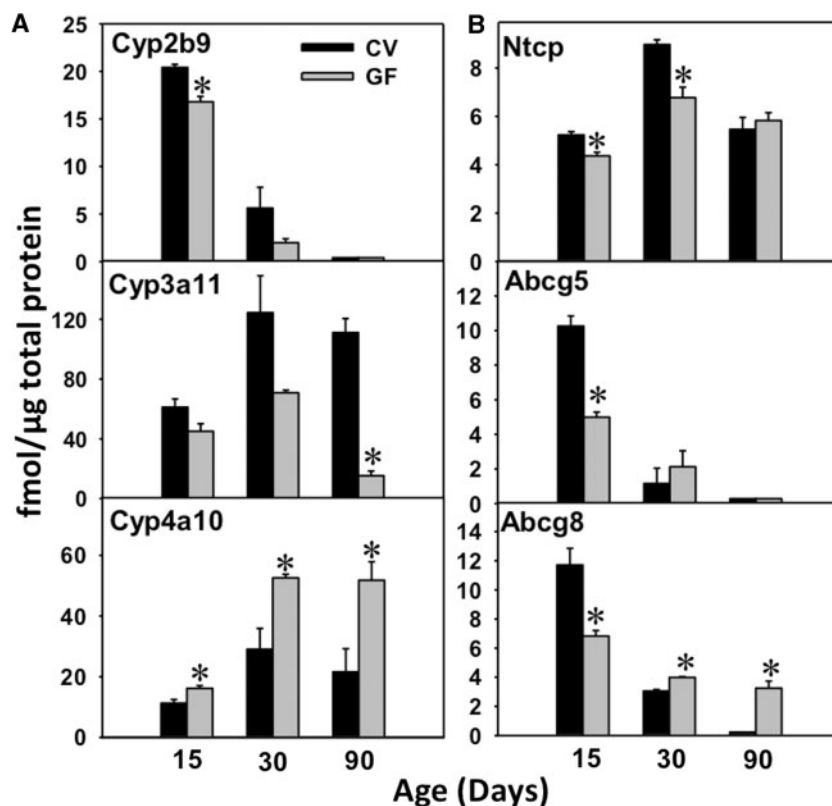 A
B
fmol/µg total protein
Cyp2b9
CV
GF
25
20
15
10
5
0
*
Cyp3a11
120
80
40
0
*
Cyp4a10
60
40
20
0
* * *
15 30 90
Ntcp
8
6
4
2
0
* *
Abcg5
12
10
8
6
4
2
0
*
Abcg8
14
12
10
8
6
4
2
0
* * *
15 30 90
Age (Days)